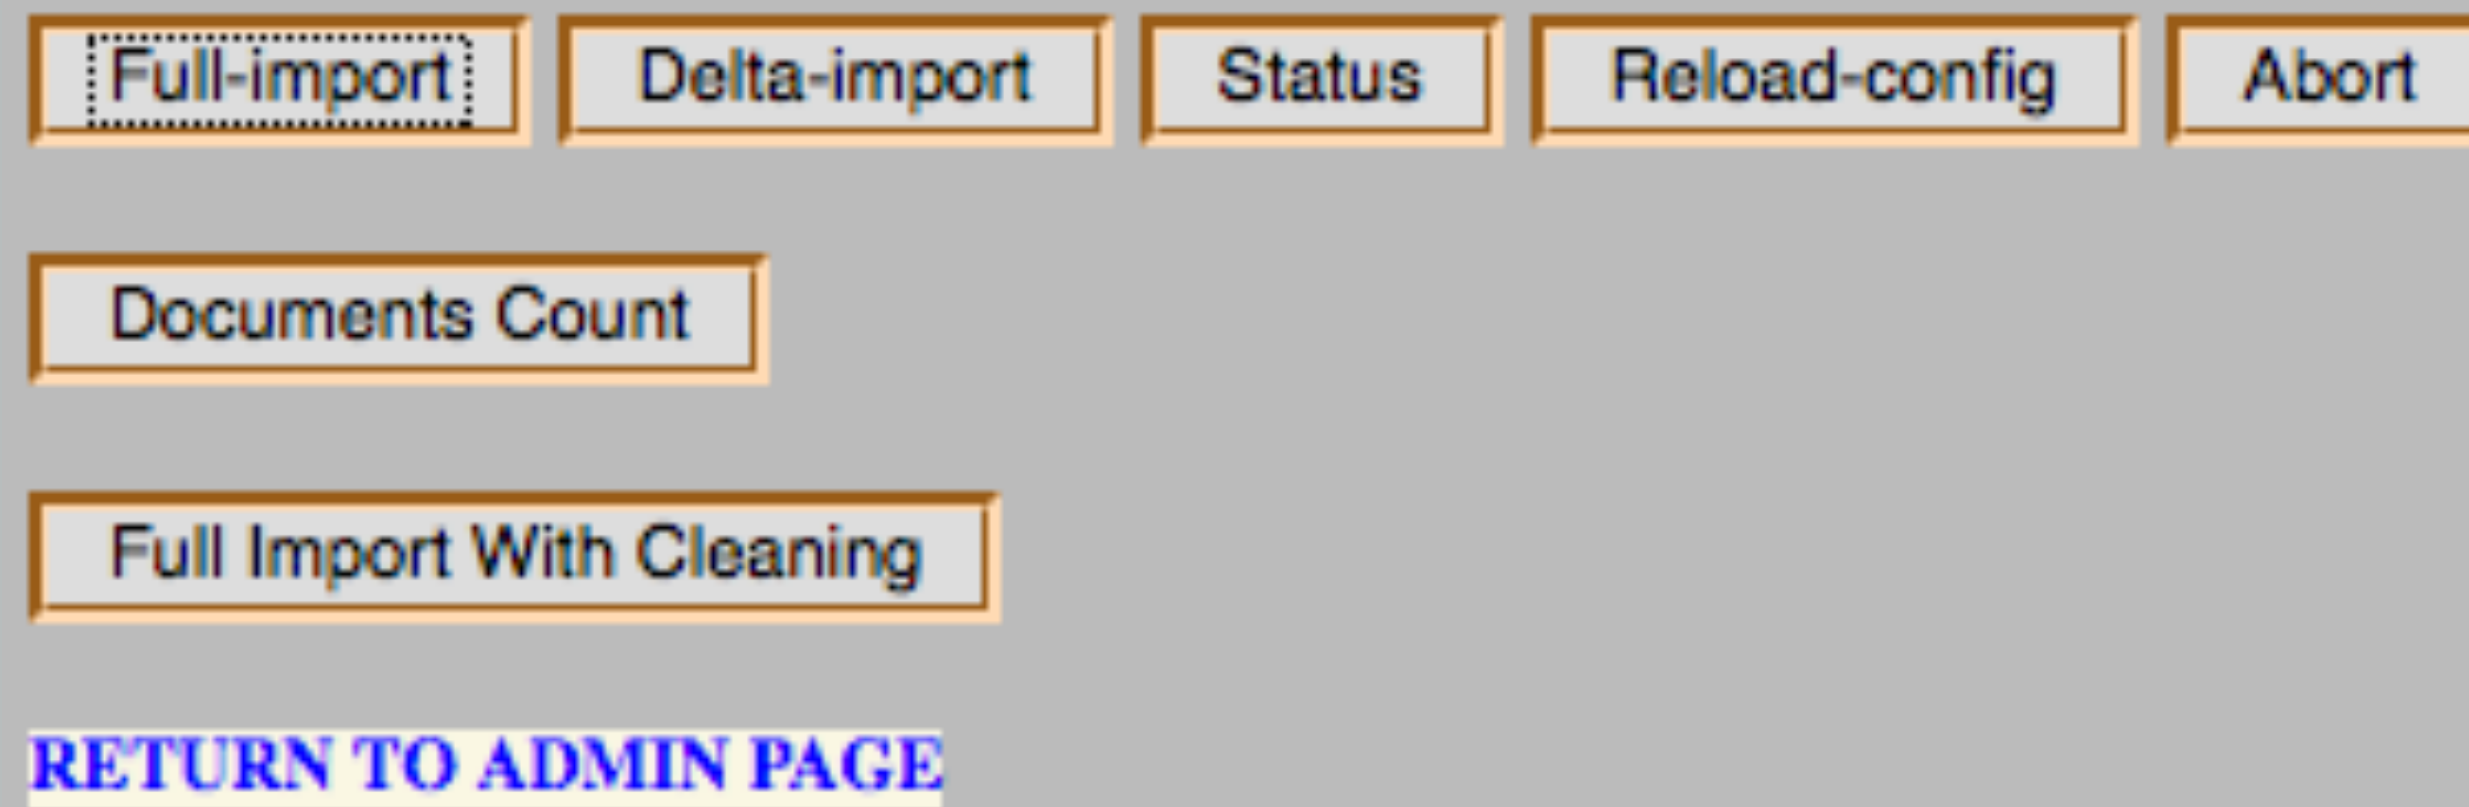 Full-import Delta-import Status Reload-config Abort
Documents Count
Full Import With Cleaning
RETURN TO ADMIN PAGE